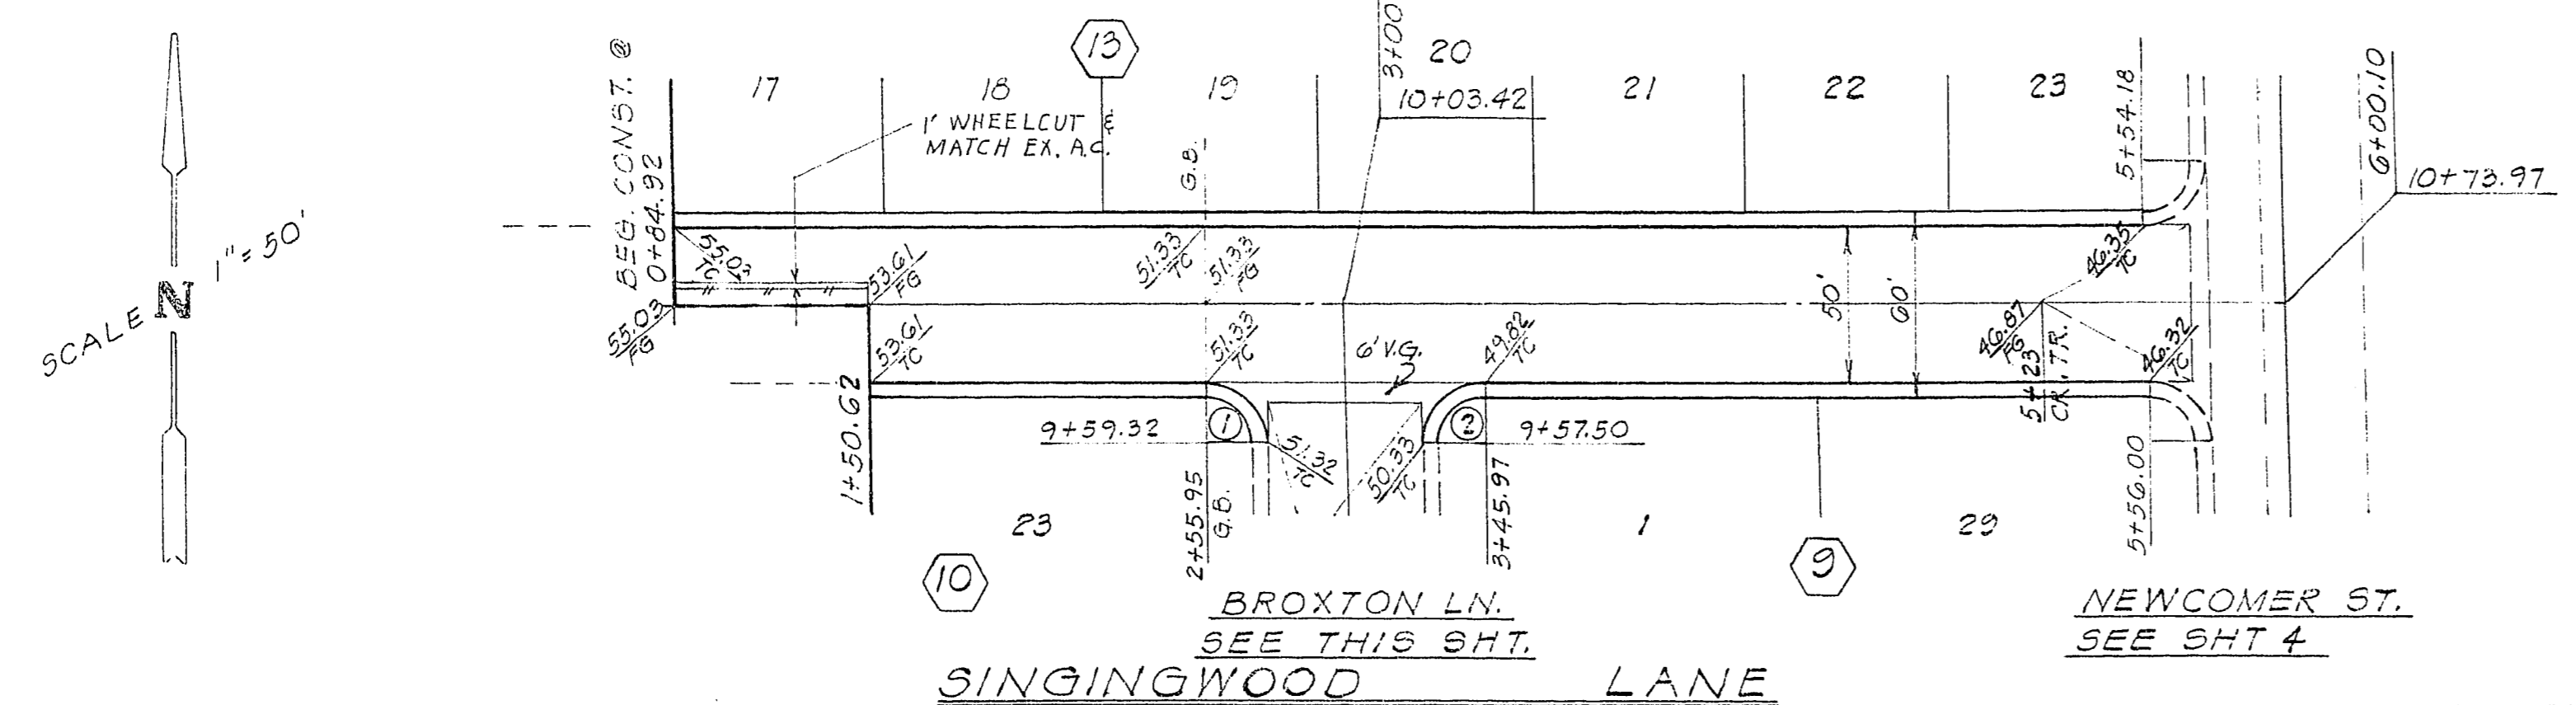 SCALE N 1" = 50'
BEG. CONST. @
0+84.92
17
18
13
19
20
21
22
23
3+00
10+03.42
1' WHEELCUT &
MATCH EX. A.C.
G.B.
5+54.18
6+00.10
10+73.97
55.03
TC
55.03
FG
53.61
FG
53.61
TC
51.33
TC
51.33
FG
51.33
TC
6' V.G.
49.82
TC
50'
60'
46.35
TC
46.87
FG
5+23
CR. TR.
46.32
TC
1+50.62
9+59.32
1
51.32
TC
50.33
TC
2
9+57.50
2+55.95
G.B.
3+45.97
5+56.00
23
10
1
9
29
BROXTON LN.
SEE THIS SHT.
NEWCOMER ST.
SEE SHT 4
SINGINGWOOD LANE